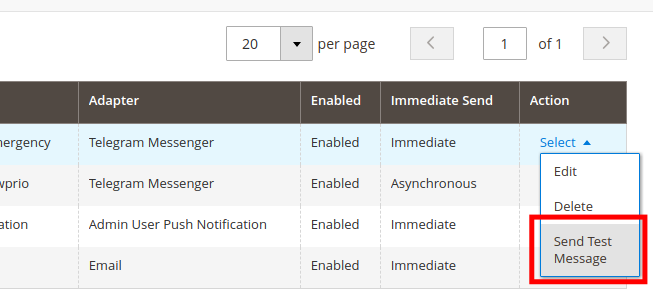 20 per page 1 of 1
Adapter Enabled Immediate Send Action
mergency Telegram Messenger Enabled Immediate Select
wprio Telegram Messenger Enabled Asynchronous
ation Admin User Push Notification Enabled Immediate
Email Enabled Immediate
Edit
Delete
Send Test
Message